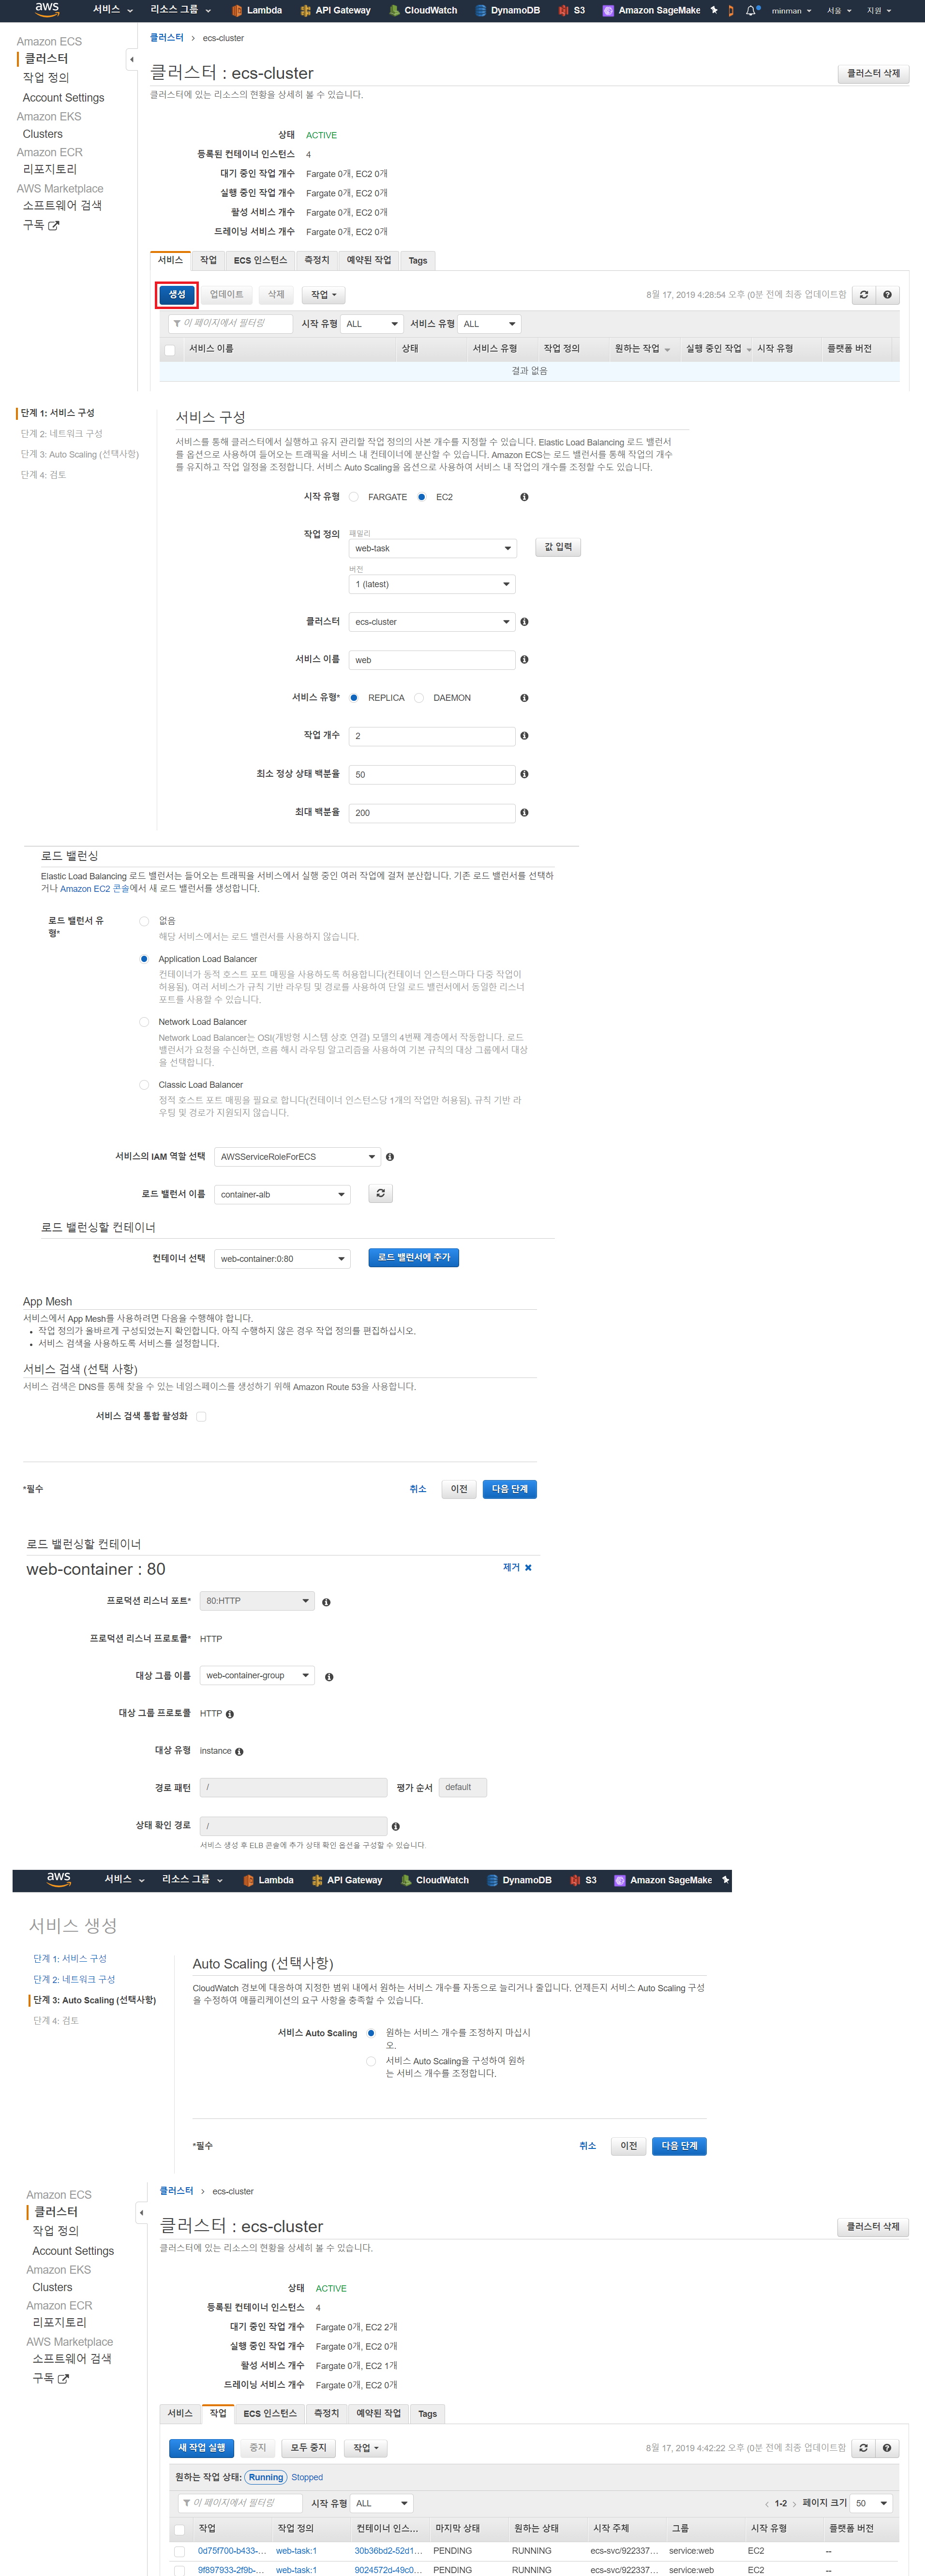 aws 서비스 리소스 그룹 Lambda API Gateway CloudWatch DynamoDB S3 Amazon SageMake minman 서울 지원
Amazon ECS
클러스터
작업 정의
Account Settings
Amazon EKS
Clusters
Amazon ECR
리포지토리
AWS Marketplace
소프트웨어 검색
구독
클러스터 > ecs-cluster
클러스터 : ecs-cluster 클러스터 삭제
클러스터에 있는 리소스의 현황을 상세히 볼 수 있습니다.
상태 ACTIVE
등록된 컨테이너 인스턴스 4
대기 중인 작업 개수 Fargate 0개, EC2 0개
실행 중인 작업 개수 Fargate 0개, EC2 0개
활성 서비스 개수 Fargate 0개, EC2 0개
드레이닝 서비스 개수 Fargate 0개, EC2 0개
서비스 작업 ECS 인스턴스 측정치 예약된 작업 Tags
생성 업데이트 삭제 작업 8월 17, 2019 4:28:54 오후 (0분 전에 최종 업데이트함
이 페이지에서 필터링 시작 유형 ALL 서비스 유형 ALL
서비스 이름 상태 서비스 유형 작업 정의 원하는 작업 실행 중인 작업 시작 유형 플랫폼 버전
결과 없음
단계 1: 서비스 구성
단계 2: 네트워크 구성
단계 3: Auto Scaling (선택사항)
단계 4: 검토
서비스 구성
서비스를 통해 클러스터에서 실행하고 유지 관리할 작업 정의의 사본 개수를 지정할 수 있습니다. Elastic Load Balancing 로드 밸런서
를 옵션으로 사용하여 들어오는 트래픽을 서비스 내 컨테이너에 분산할 수 있습니다. Amazon ECS는 로드 밸런서를 통해 작업의 개수
를 유지하고 작업 일정을 조정합니다. 서비스 Auto Scaling을 옵션으로 사용하여 서비스 내 작업의 개수를 조정할 수도 있습니다.
시작 유형 FARGATE EC2
작업 정의 패밀리
web-task 값 입력
버전
1 (latest)
클러스터 ecs-cluster
서비스 이름 web
서비스 유형* REPLICA DAEMON
작업 개수 2
최소 정상 상태 백분율 50
최대 백분율 200
로드 밸런싱
Elastic Load Balancing 로드 밸런서는 들어오는 트래픽을 서비스에서 실행 중인 여러 작업에 걸쳐 분산합니다. 기존 로드 밸런서를 선택하
거나 Amazon EC2 콘솔에서 새 로드 밸런서를 생성합니다.
로드 밸런서 유
형*
없음
해당 서비스에서는 로드 밸런서를 사용하지 않습니다.
Application Load Balancer
컨테이너가 동적 호스트 포트 매핑을 사용하도록 허용합니다(컨테이너 인스턴스마다 다중 작업이
허용됨). 여러 서비스가 규칙 기반 라우팅 및 경로를 사용하여 단일 로드 밸런서에서 동일한 리스너
포트를 사용할 수 있습니다.
Network Load Balancer
Network Load Balancer는 OSI(개방형 시스템 상호 연결) 모델의 4번째 계층에서 작동합니다. 로드
밸런서가 요청을 수신하면, 흐름 해시 라우팅 알고리즘을 사용하여 기본 규칙의 대상 그룹에서 대상
을 선택합니다.
Classic Load Balancer
정적 호스트 포트 매핑을 필요로 합니다(컨테이너 인스턴스당 1개의 작업만 허용됨). 규칙 기반 라
우팅 및 경로가 지원되지 않습니다.
서비스의 IAM 역할 선택 AWSServiceRoleForECS
로드 밸런서 이름 container-alb
로드 밸런싱할 컨테이너
컨테이너 선택 web-container:0:80 로드 밸런서에 추가
App Mesh
서비스에서 App Mesh를 사용하려면 다음을 수행해야 합니다.
• 작업 정의가 올바르게 구성되었는지 확인합니다. 아직 수행하지 않은 경우 작업 정의를 편집하십시오.
• 서비스 검색을 사용하도록 서비스를 설정합니다.
서비스 검색 (선택 사항)
서비스 검색은 DNS를 통해 찾을 수 있는 네임스페이스를 생성하기 위해 Amazon Route 53을 사용합니다.
서비스 검색 통합 활성화
*필수 취소 이전 다음 단계
로드 밸런싱할 컨테이너
web-container : 80 제거 ✖
프로덕션 리스너 포트* 80:HTTP
프로덕션 리스너 프로토콜* HTTP
대상 그룹 이름 web-container-group
대상 그룹 프로토콜 HTTP
대상 유형 instance
경로 패턴 / 평가 순서 default
상태 확인 경로 /
서비스 생성 후 ELB 콘솔에 추가 상태 확인 옵션을 구성할 수 있습니다.
aws 서비스 리소스 그룹 Lambda API Gateway CloudWatch DynamoDB S3 Amazon SageMake
서비스 생성
단계 1: 서비스 구성
단계 2: 네트워크 구성
단계 3: Auto Scaling (선택사항)
단계 4: 검토
Auto Scaling (선택사항)
CloudWatch 경보에 대응하여 지정한 범위 내에서 원하는 서비스 개수를 자동으로 늘리거나 줄입니다. 언제든지 서비스 Auto Scaling 구성
을 수정하여 애플리케이션의 요구 사항을 충족할 수 있습니다.
서비스 Auto Scaling 원하는 서비스 개수를 조정하지 마십시
오.
서비스 Auto Scaling을 구성하여 원하
는 서비스 개수를 조정합니다.
*필수 취소 이전 다음 단계
Amazon ECS
클러스터
작업 정의
Account Settings
Amazon EKS
Clusters
Amazon ECR
리포지토리
AWS Marketplace
소프트웨어 검색
구독
클러스터 > ecs-cluster
클러스터 : ecs-cluster 클러스터 삭제
클러스터에 있는 리소스의 현황을 상세히 볼 수 있습니다.
상태 ACTIVE
등록된 컨테이너 인스턴스 4
대기 중인 작업 개수 Fargate 0개, EC2 2개
실행 중인 작업 개수 Fargate 0개, EC2 0개
활성 서비스 개수 Fargate 0개, EC2 1개
드레이닝 서비스 개수 Fargate 0개, EC2 0개
서비스 작업 ECS 인스턴스 측정치 예약된 작업 Tags
새 작업 실행 중지 모두 중지 작업 8월 17, 2019 4:42:22 오후 (0분 전에 최종 업데이트함
원하는 작업 상태: Running Stopped
이 페이지에서 필터링 시작 유형 ALL < 1-2 > 페이지 크기 50
작업 작업 정의 컨테이너 인스... 마지막 상태 원하는 상태 시작 주체 그룹 시작 유형 플랫폼 버전
0d75f700-b433-... web-task:1 30b36bd2-52d1... PENDING RUNNING ecs-svc/922337... service:web EC2 --
9f897933-2f9b-... web-task:1 9024572d-49c0... PENDING RUNNING ecs-svc/922337... service:web EC2 --